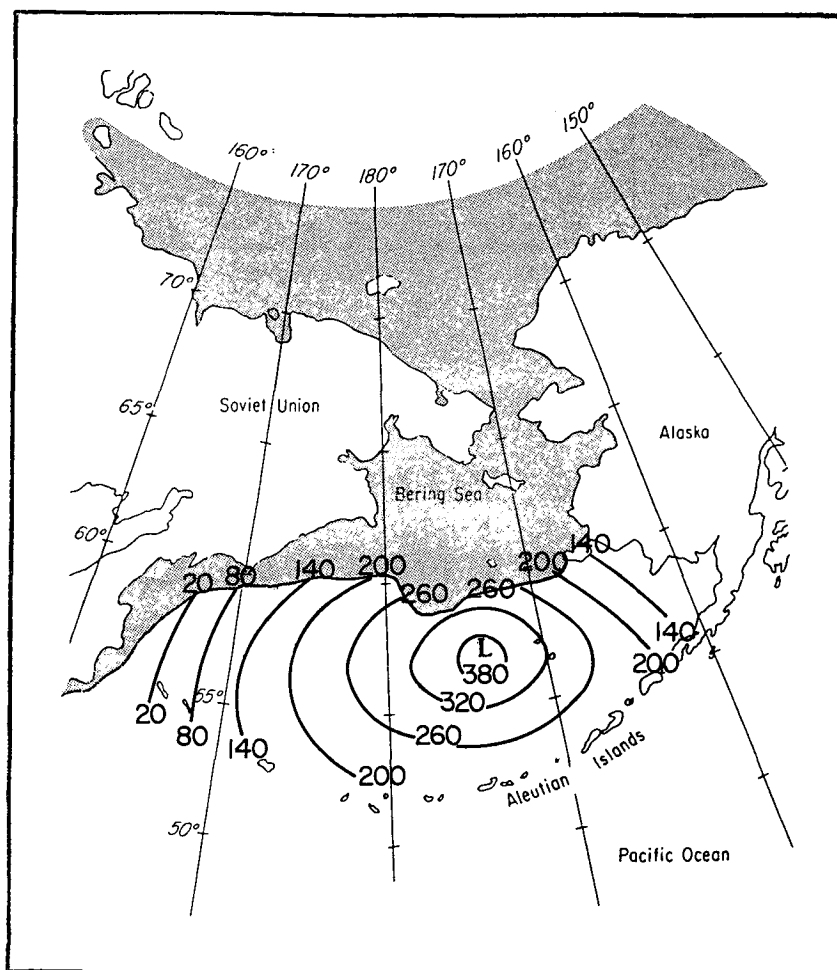 160° 170° 180° 170° 160° 150°
70°
65°
Soviet Union
Alaska
Bering Sea
60°
20 80 140 200 260 260 200 140
L
380
320
140
200
55°
20
80
140
260
200
Aleutian Islands
50°
Pacific Ocean